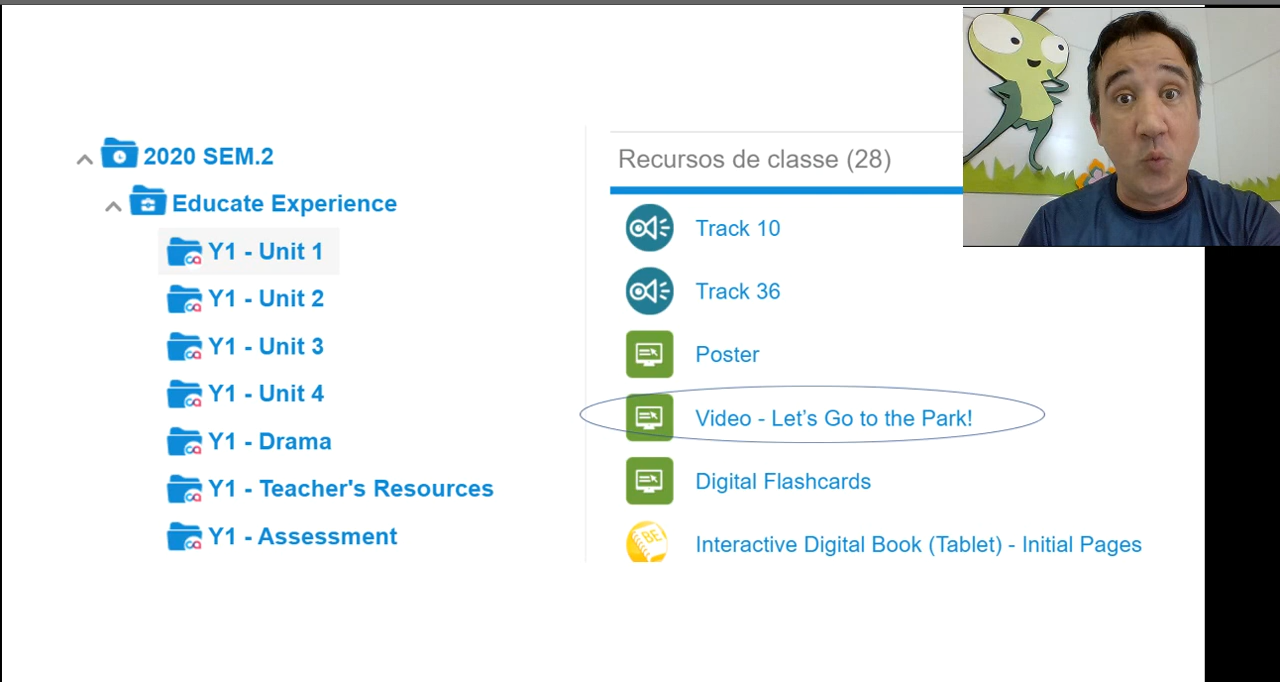 2020 SEM.2
Educate Experience
Y1 - Unit 1
Y1 - Unit 2
Y1 - Unit 3
Y1 - Unit 4
Y1 - Drama
Y1 - Teacher's Resources
Y1 - Assessment
Recursos de classe (28)
Track 10
Track 36
Poster
Video - Let’s Go to the Park!
Digital Flashcards
BE
Interactive Digital Book (Tablet) - Initial Pages